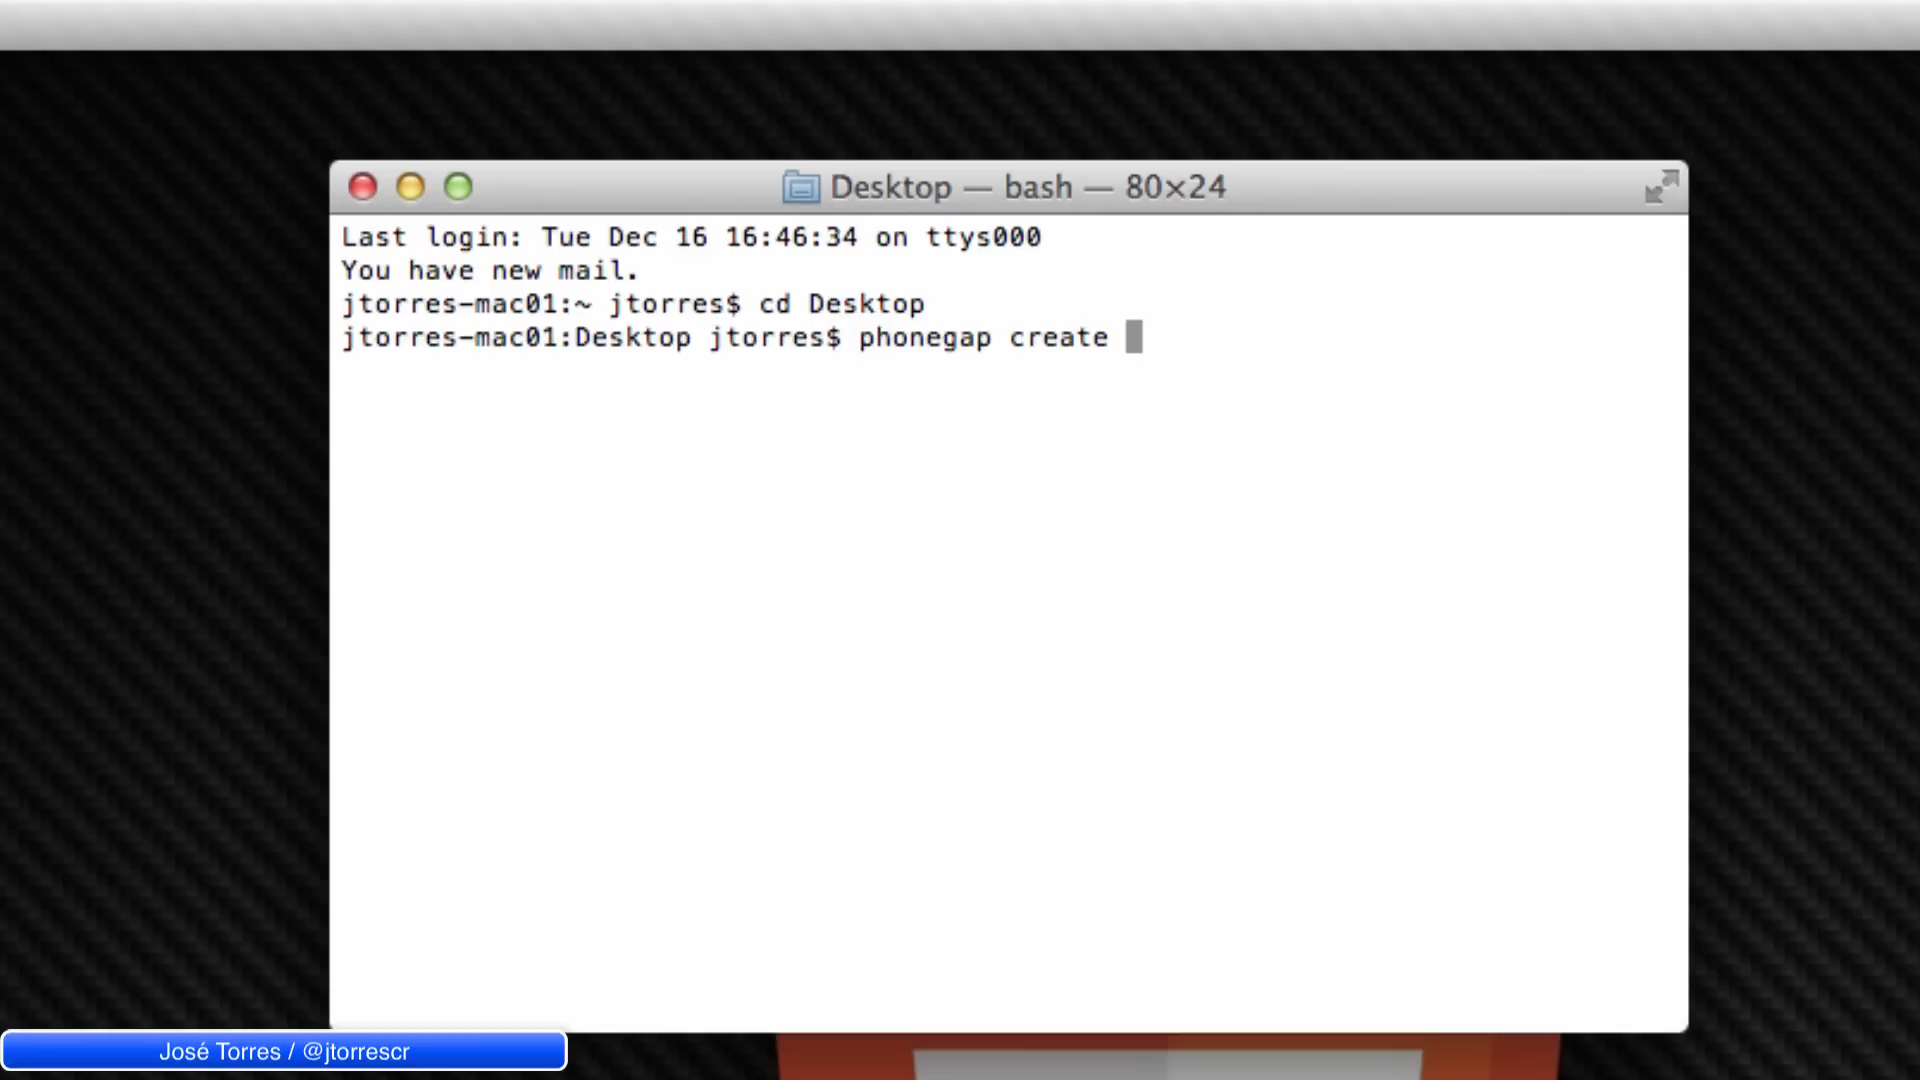 Desktop — bash — 80×24
Last login: Tue Dec 16 16:46:34 on ttys000
You have new mail.
jtorres-mac01:~ jtorres$ cd Desktop
jtorres-mac01:Desktop jtorres$ phonegap create
José Torres / @jtorrescr